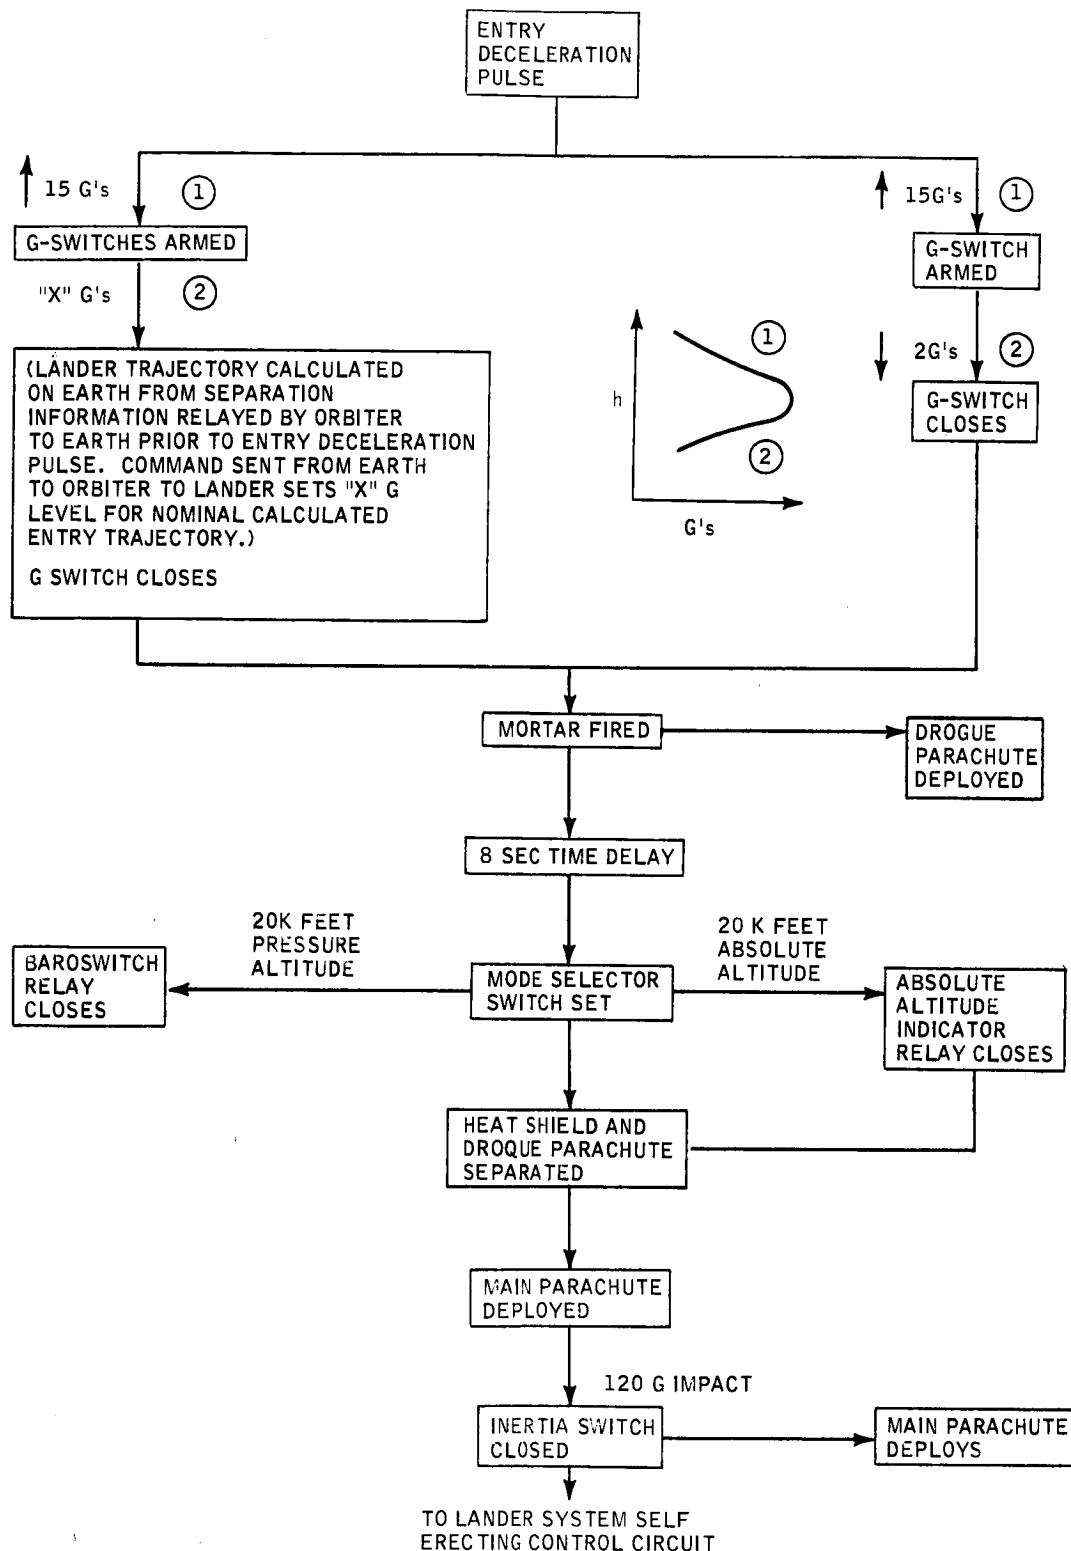 ENTRY
DECELERATION
PULSE
15 G's
1
G-SWITCHES ARMED
"X" G's
2
(LANDER TRAJECTORY CALCULATED
ON EARTH FROM SEPARATION
INFORMATION RELAYED BY ORBITER
TO EARTH PRIOR TO ENTRY DECELERATION
PULSE. COMMAND SENT FROM EARTH
TO ORBITER TO LANDER SETS "X" G
LEVEL FOR NOMINAL CALCULATED
ENTRY TRAJECTORY.)
G SWITCH CLOSES
h
1
2
G's
15G's
1
G-SWITCH
ARMED
2G's
2
G-SWITCH
CLOSES
MORTAR FIRED
DROGUE
PARACHUTE
DEPLOYED
8 SEC TIME DELAY
20K FEET
PRESSURE
ALTITUDE
20 K FEET
ABSOLUTE
ALTITUDE
BAROSWITCH
RELAY
CLOSES
MODE SELECTOR
SWITCH SET
ABSOLUTE
ALTITUDE
INDICATOR
RELAY CLOSES
HEAT SHIELD AND
DROQUE PARACHUTE
SEPARATED
MAIN PARACHUTE
DEPLOYED
120 G IMPACT
INERTIA SWITCH
CLOSED
MAIN PARACHUTE
DEPLOYS
TO LANDER SYSTEM SELF
ERECTING CONTROL CIRCUIT